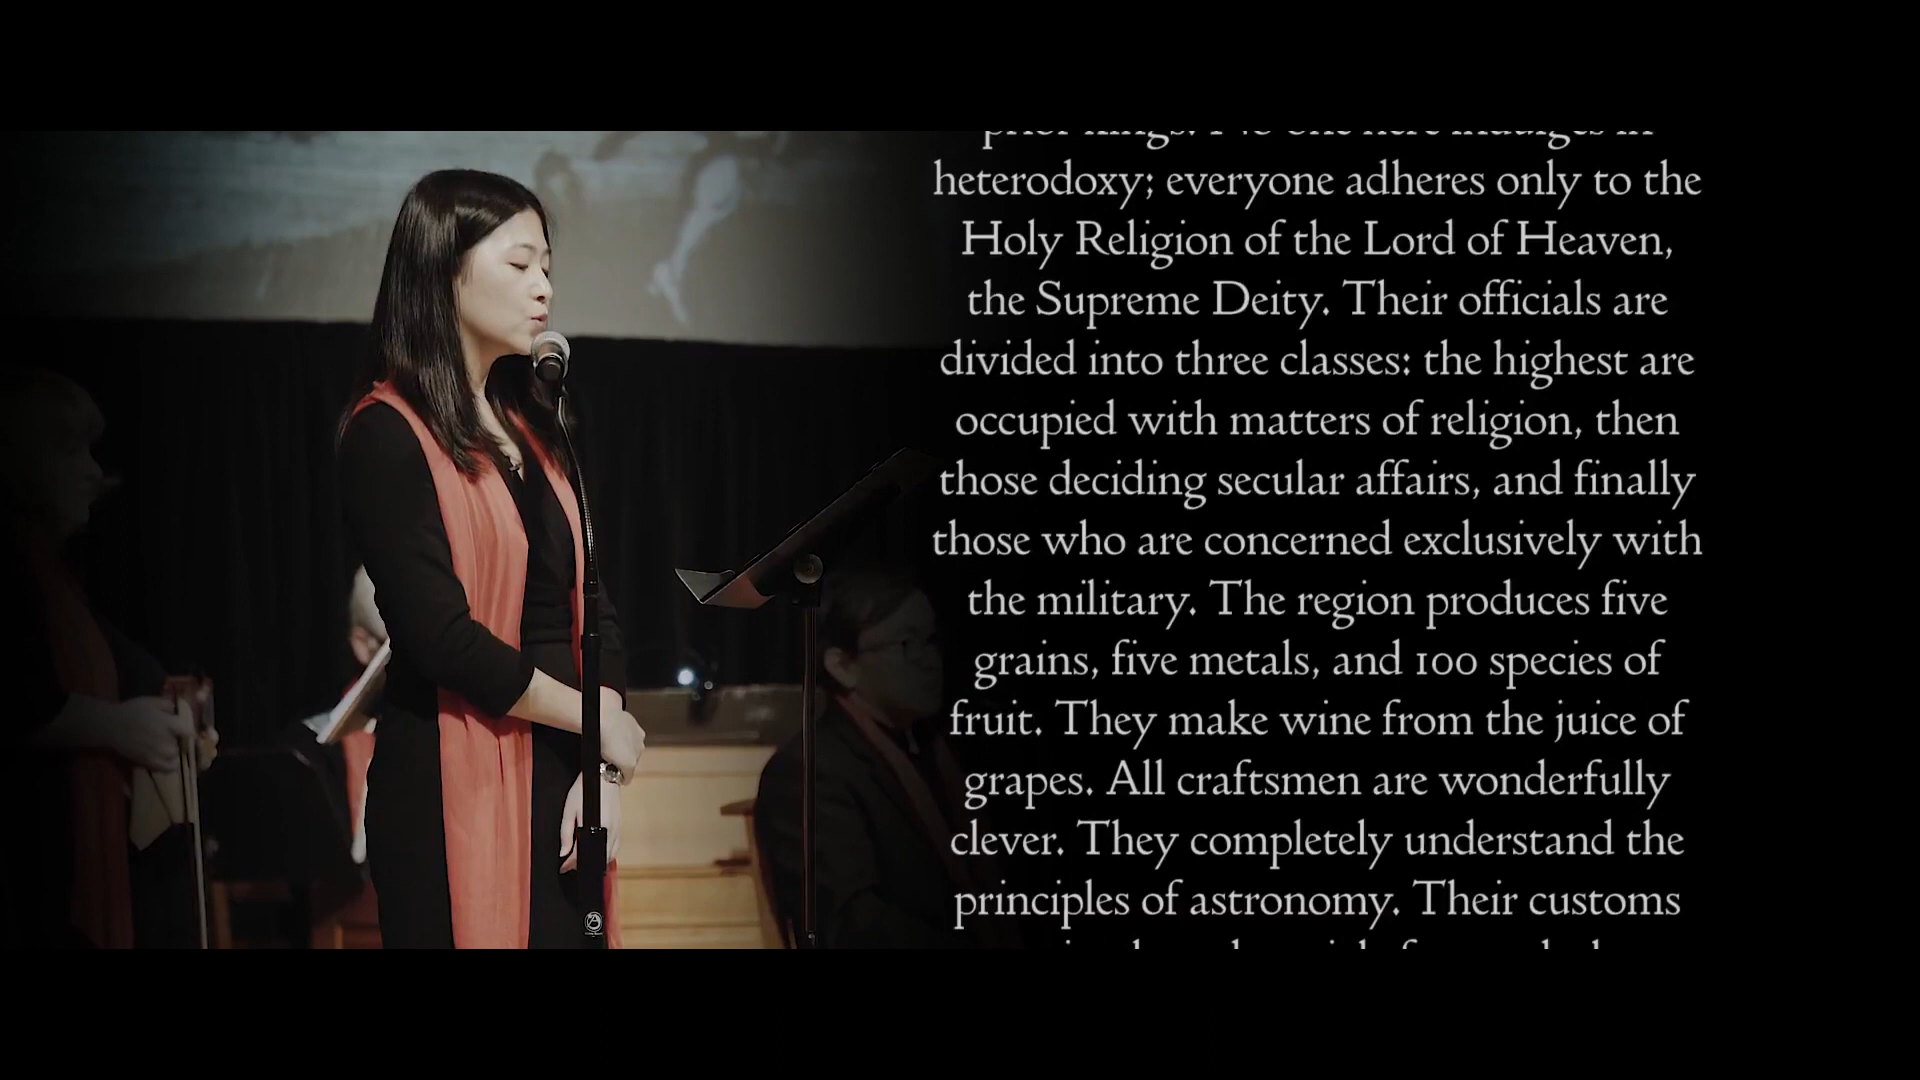 heterodoxy; everyone adheres only to the
Holy Religion of the Lord of Heaven,
the Supreme Deity. Their officials are
divided into three classes: the highest are
occupied with matters of religion, then
those deciding secular affairs, and finally
those who are concerned exclusively with
the military. The region produces five
grains, five metals, and 100 species of
fruit. They make wine from the juice of
grapes. All craftsmen are wonderfully
clever. They completely understand the
principles of astronomy. Their customs